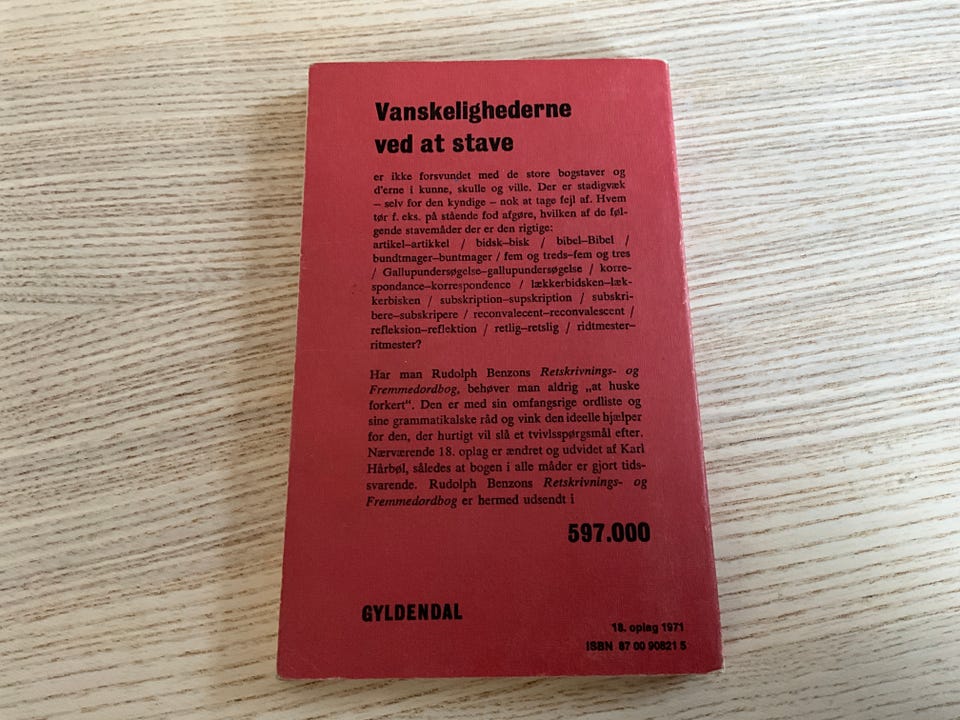 Vanskelighederne
ved at stave
er ikke forsvundet med de store bogstaver og
d'erne i kunne, skulle og ville. Der er stadigvæk
– selv for den kyndige – nok at tage fejl af. Hvem
tør f. eks. på stående fod afgøre, hvilken af de føl-
gende stavemåder der er den rigtige:
artikel–artikkel / bidsk–bisk / bibel–Bibel /
bundtmager–buntmager / fem og treds–fem og tres
/ Gallupundersøgelse–gallupundersøgelse / korre-
spondance–korrespondence / lækkerbidsken–læk-
kerbisken / subskription–supskription / subskri-
bere–subskripere / reconvalecent–reconvalescent /
refleksion–reflektion / retlig–retslig / ridtmester–
ritmester?
Har man Rudolph Benzons Retskrivnings- og
Fremmedordbog, behøver man aldrig „at huske
forkert“. Den er med sin omfangsrige ordliste og
sine grammatikalske råd og vink den ideelle hjælper
for den, der hurtigt vil slå et tvivlsspørgsmål efter.
Nærværende 18. oplag er ændret og udvidet af Karl
Hårbøl, således at bogen i alle måder er gjort tids-
svarende. Rudolph Benzons Retskrivnings- og
Fremmedordbog er hermed udsendt i
597.000
GYLDENDAL
18. oplag 1971
ISBN 87 00 90821 5